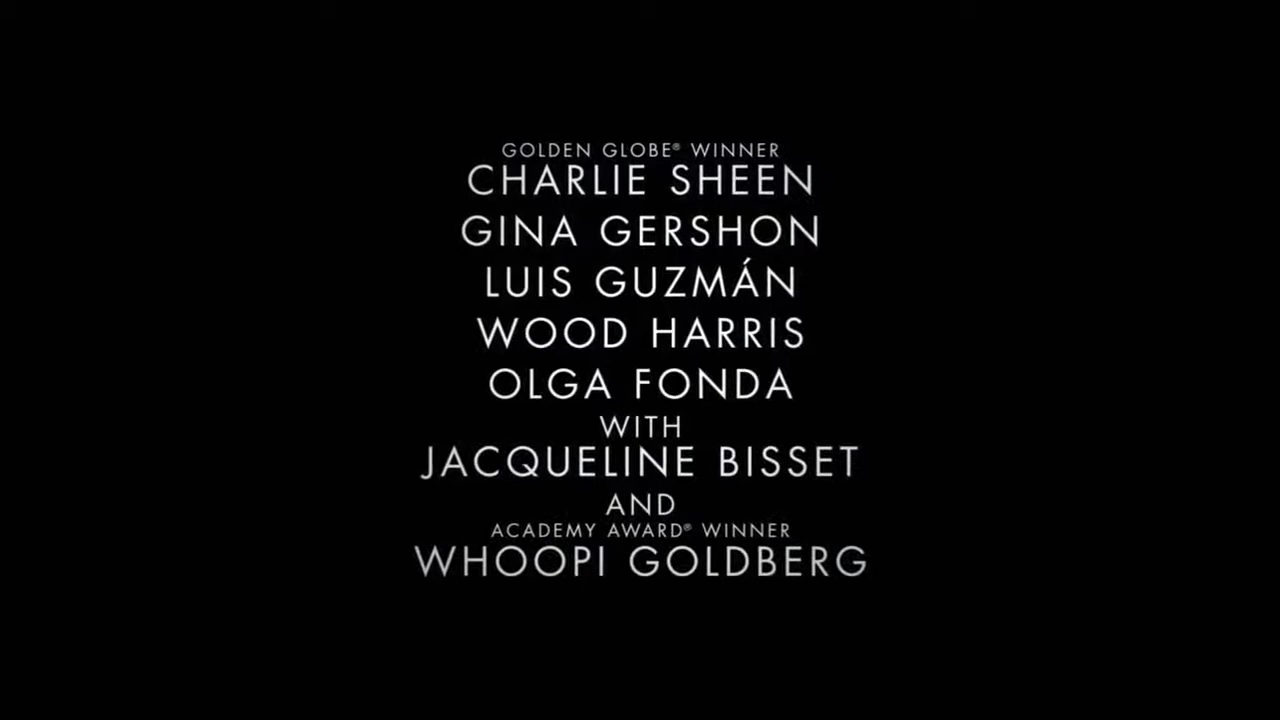 GOLDEN GLOBE® WINNER
CHARLIE SHEEN
GINA GERSHON
LUIS GUZMÁN
WOOD HARRIS
OLGA FONDA
WITH
JACQUELINE BISSET
AND
ACADEMY AWARD® WINNER
WHOOPI GOLDBERG